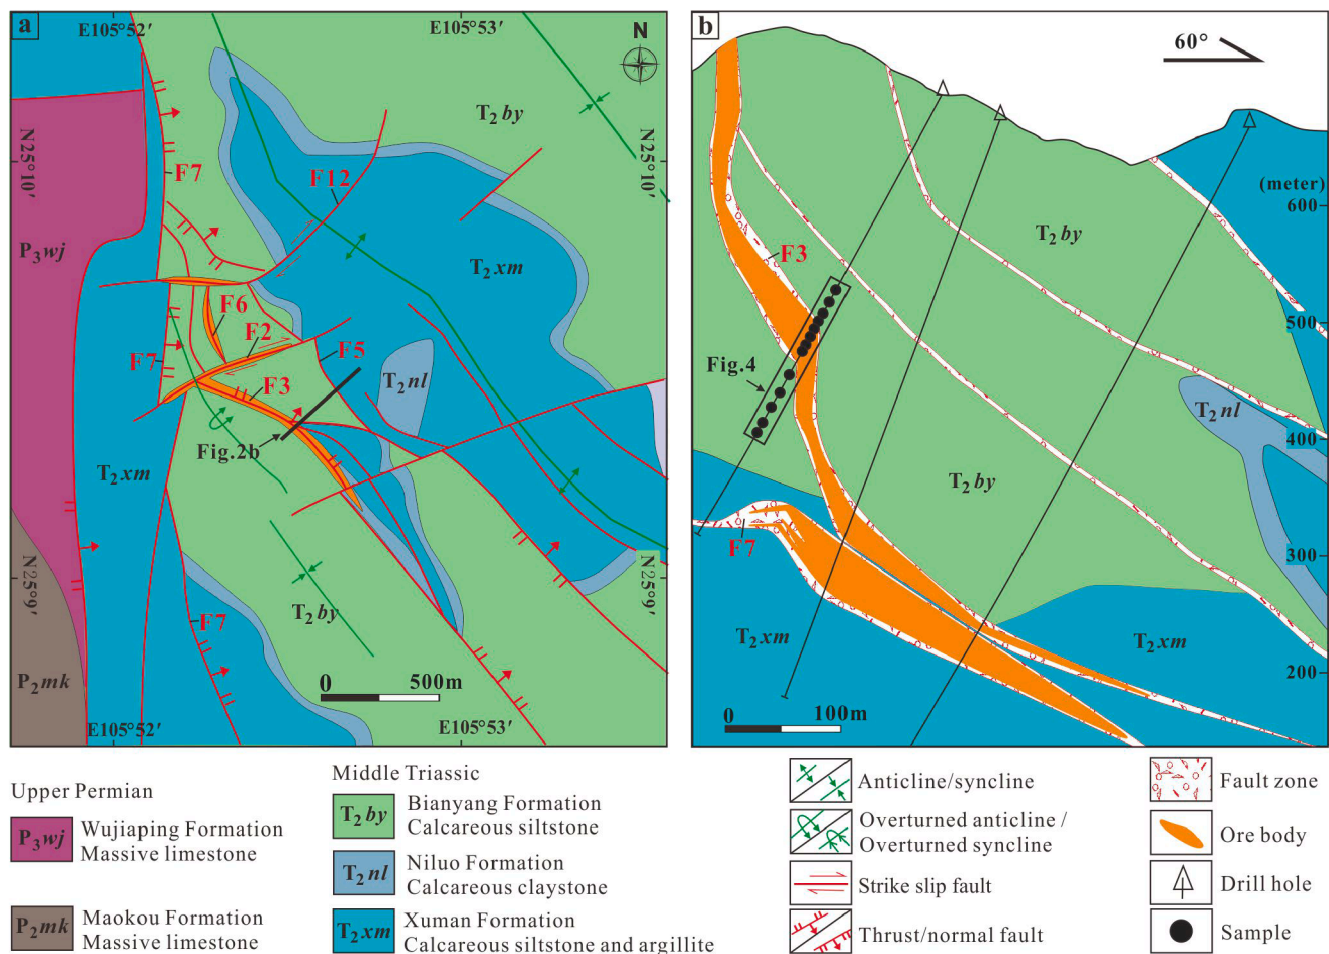 a
E105°52′
E105°53′
N
T2by
N25°10′
N25°10′
F7
F12
P3wj
T2xm
F6
F2
F7
F5
F3
T2nl
Fig.2b
T2xm
N25°9′
N25°9′
T2by
F7
P2mk
0 500m
E105°52′
E105°53′
b
60°
(meter)
600
T2by
F3
500
Fig.4
T2nl
400
T2by
F7
300
T2xm
T2xm
200
0 100m
Upper Permian
P3wj
Wujiaping Formation
Massive limestone
P2mk
Maokou Formation
Massive limestone
Middle Triassic
T2by
Bianyang Formation
Calcareous siltstone
T2nl
Niluo Formation
Calcareous claystone
T2xm
Xuman Formation
Calcareous siltstone and argillite
Anticline/syncline
Overturned anticline /
Overturned syncline
Strike slip fault
Thrust/normal fault
Fault zone
Ore body
Drill hole
Sample